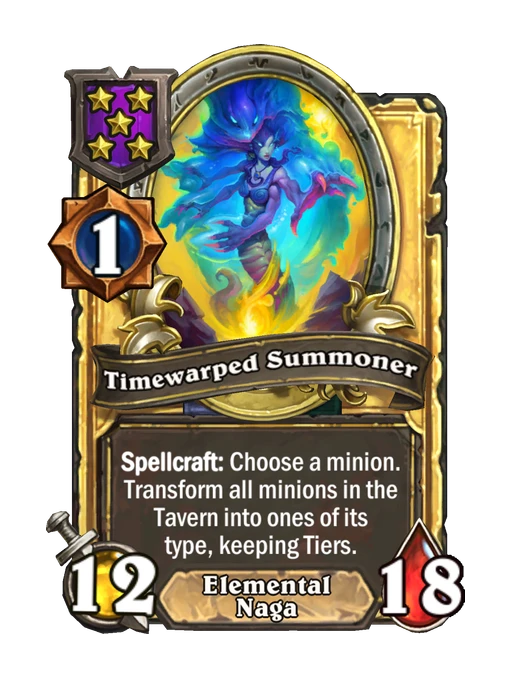 1
Timewarped Summoner
Spellcraft: Choose a minion.
Transform all minions in the
Tavern into ones of its
type, keeping Tiers.
12
Elemental
Naga
18